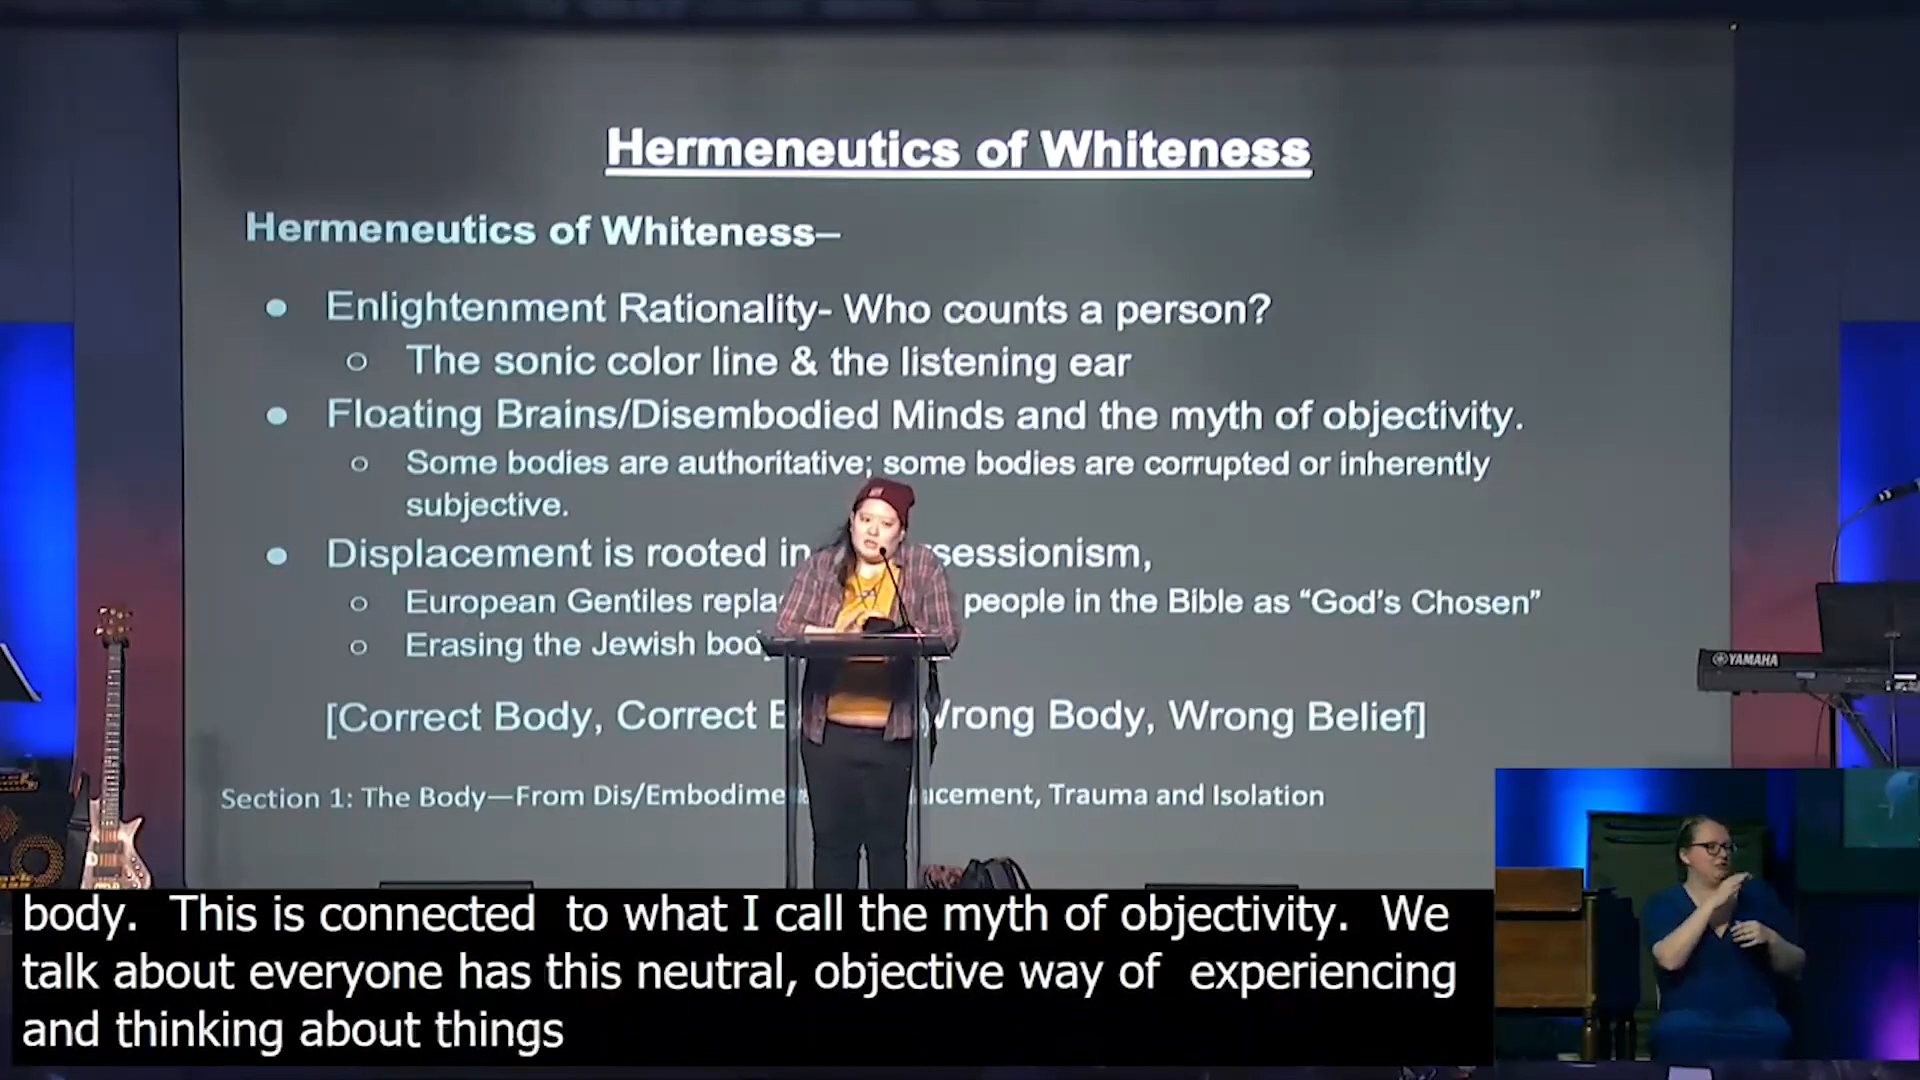 Hermeneutics of Whiteness
Hermeneutics of Whiteness–
● Enlightenment Rationality- Who counts a person?
○ The sonic color line & the listening ear
● Floating Brains/Disembodied Minds and the myth of objectivity.
○ Some bodies are authoritative; some bodies are corrupted or inherently
subjective.
● Displacement is rooted in sessionism,
○ European Gentiles repla people in the Bible as “God’s Chosen”
○ Erasing the Jewish body
[Correct Body, Correct B Wrong Body, Wrong Belief]
Section 1: The Body—From Dis/Embodime cement, Trauma and Isolation
YAMAHA
body. This is connected to what I call the myth of objectivity. We
talk about everyone has this neutral, objective way of experiencing
and thinking about things